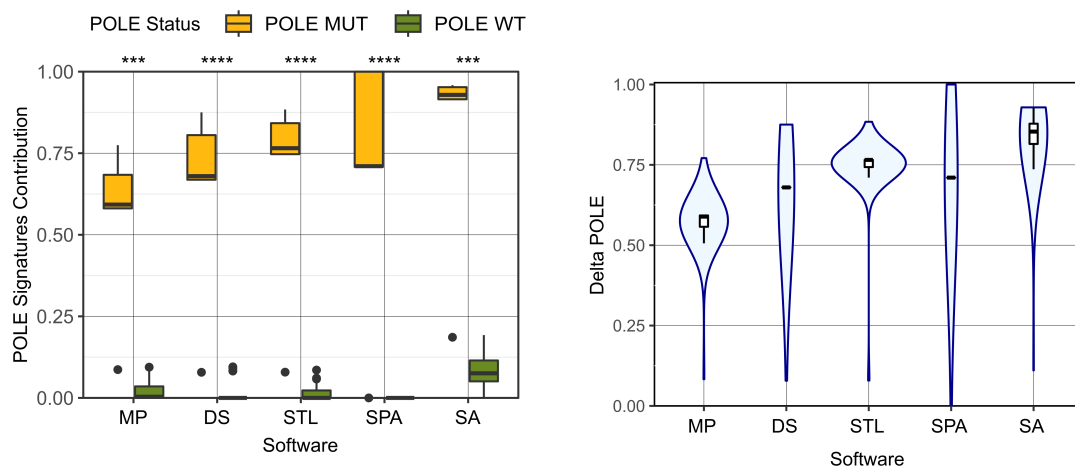 POLE Status POLE MUT POLE WT
*** **** **** **** ***
POLE Signatures Contribution
1.00
0.75
0.50
0.25
0.00
MP DS STL SPA SA
Software
Delta POLE
1.00
0.75
0.50
0.25
0.00
MP DS STL SPA SA
Software